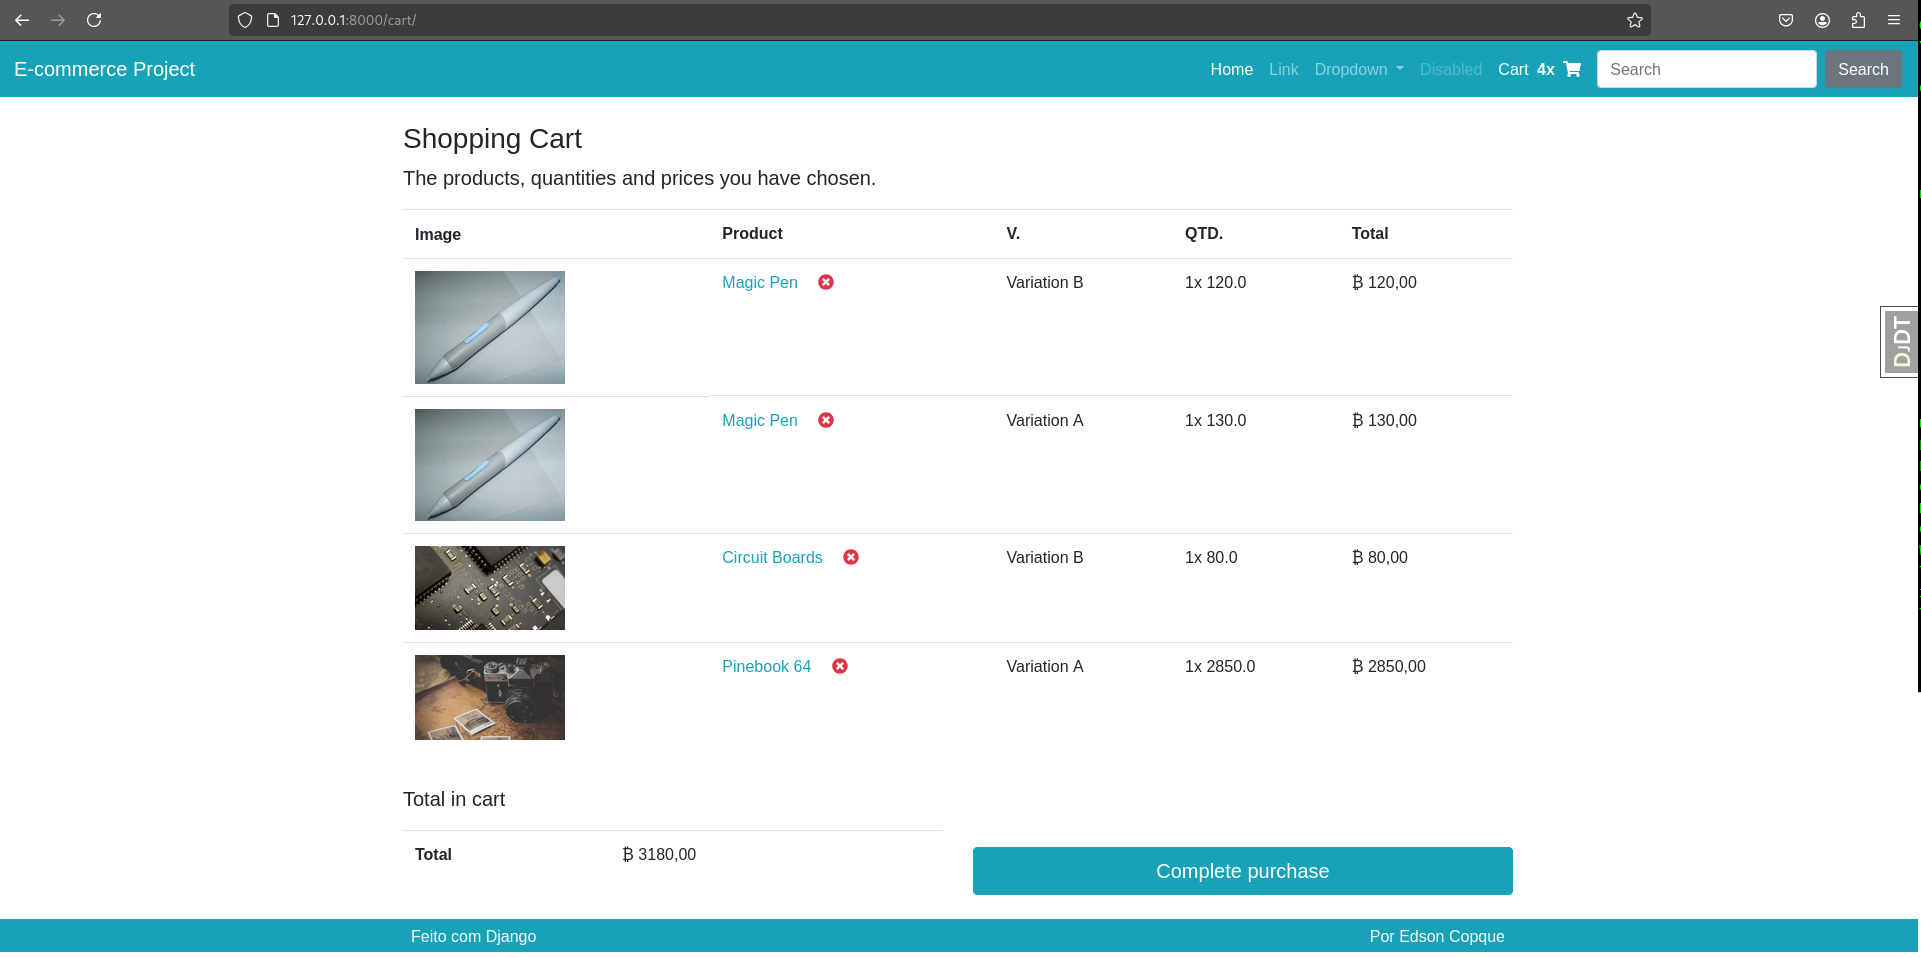 127.0.0.1:8000/cart/
E-commerce Project Home Link Dropdown Disabled Cart 4x Search Search
Shopping Cart
The products, quantities and prices you have chosen.
Image Product V. QTD. Total
Magic Pen Variation B 1x 120.0 ₿ 120,00
DJDT
Magic Pen Variation A 1x 130.0 ₿ 130,00
Circuit Boards Variation B 1x 80.0 ₿ 80,00
Pinebook 64 Variation A 1x 2850.0 ₿ 2850,00
Total in cart
Total ₿ 3180,00
Complete purchase
Feito com Django Por Edson Copque